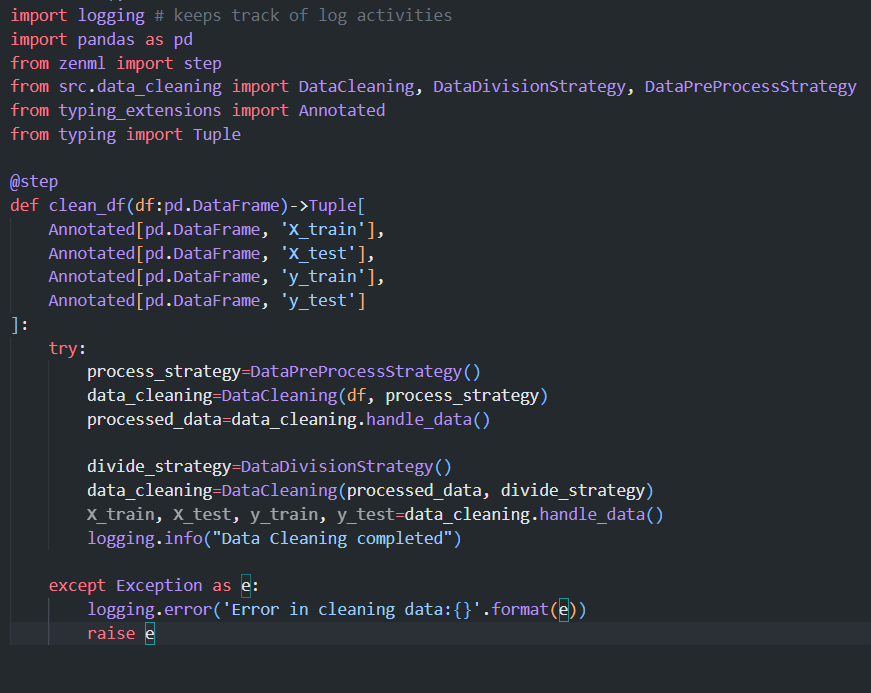 import logging # keeps track of log activities
import pandas as pd
from zenml import step
from src.data_cleaning import DataCleaning, DataDivisionStrategy, DataPreProcessStrategy
from typing_extensions import Annotated
from typing import Tuple

@step
def clean_df(df:pd.DataFrame)->Tuple[
    Annotated[pd.DataFrame, 'X_train'],
    Annotated[pd.DataFrame, 'X_test'],
    Annotated[pd.DataFrame, 'y_train'],
    Annotated[pd.DataFrame, 'y_test']
]:
    try:
        process_strategy=DataPreProcessStrategy()
        data_cleaning=DataCleaning(df, process_strategy)
        processed_data=data_cleaning.handle_data()

        divide_strategy=DataDivisionStrategy()
        data_cleaning=DataCleaning(processed_data, divide_strategy)
        X_train, X_test, y_train, y_test=data_cleaning.handle_data()
        logging.info("Data Cleaning completed")

    except Exception as e:
        logging.error('Error in cleaning data:{}'.format(e))
        raise e